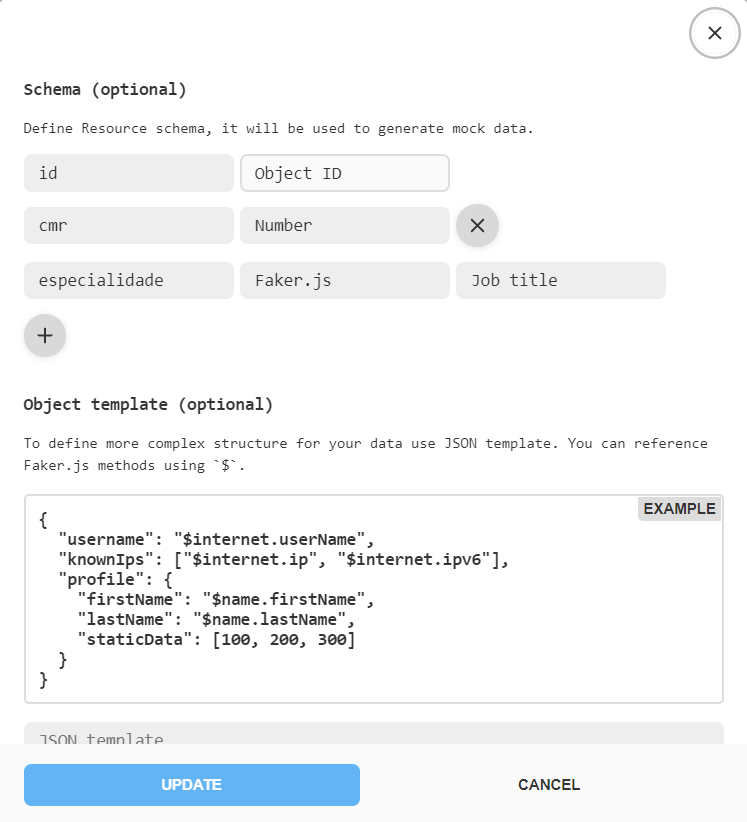 Schema (optional)
Define Resource schema, it will be used to generate mock data.
id Object ID
cmr Number
especialidade Faker.js Job title
Object template (optional)
To define more complex structure for your data use JSON template. You can reference
Faker.js methods using `$`.
EXAMPLE
{
  "username": "$internet.userName",
  "knownIps": ["$internet.ip", "$internet.ipv6"],
  "profile": {
    "firstName": "$name.firstName",
    "lastName": "$name.lastName",
    "staticData": [100, 200, 300]
  }
}
JSON template
UPDATE CANCEL